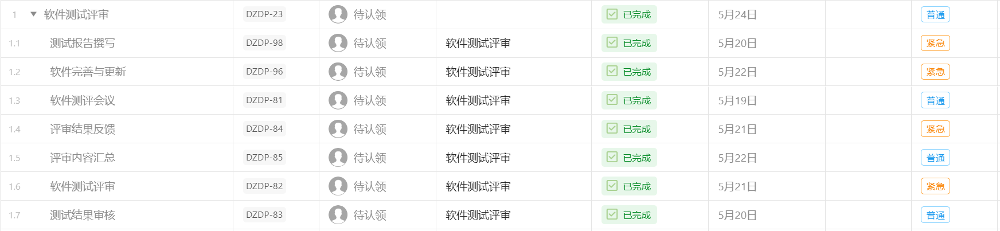 1 软件测试评审 DZDP-23 待认领 已完成 5月24日 普通
1.1 测试报告撰写 DZDP-98 待认领 软件测试评审 已完成 5月20日 紧急
1.2 软件完善与更新 DZDP-96 待认领 软件测试评审 已完成 5月22日 紧急
1.3 软件测评会议 DZDP-81 待认领 软件测试评审 已完成 5月19日 普通
1.4 评审结果反馈 DZDP-84 待认领 软件测试评审 已完成 5月21日 紧急
1.5 评审内容汇总 DZDP-85 待认领 软件测试评审 已完成 5月22日 普通
1.6 软件测试评审 DZDP-82 待认领 软件测试评审 已完成 5月21日 紧急
1.7 测试结果审核 DZDP-83 待认领 软件测试评审 已完成 5月20日 普通